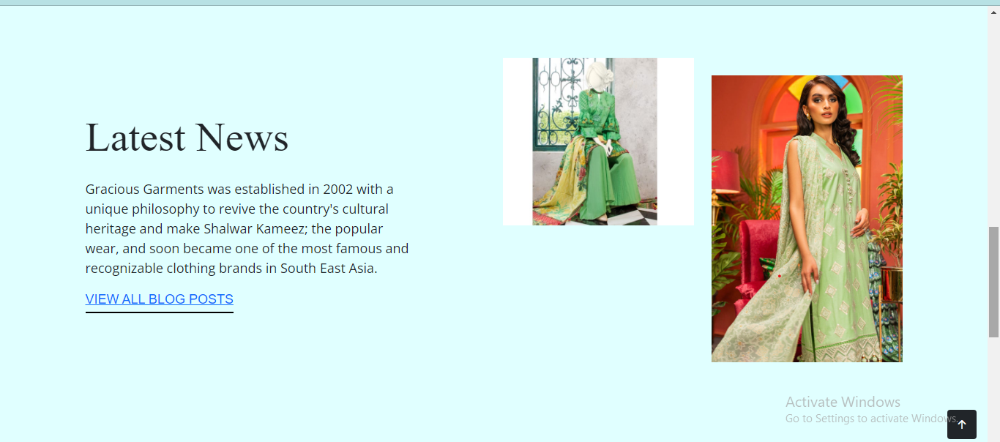 Latest News
Gracious Garments was established in 2002 with a
unique philosophy to revive the country's cultural
heritage and make Shalwar Kameez; the popular
wear, and soon became one of the most famous and
recognizable clothing brands in South East Asia.
VIEW ALL BLOG POSTS
Activate Windows
Go to Settings to activate Windows.